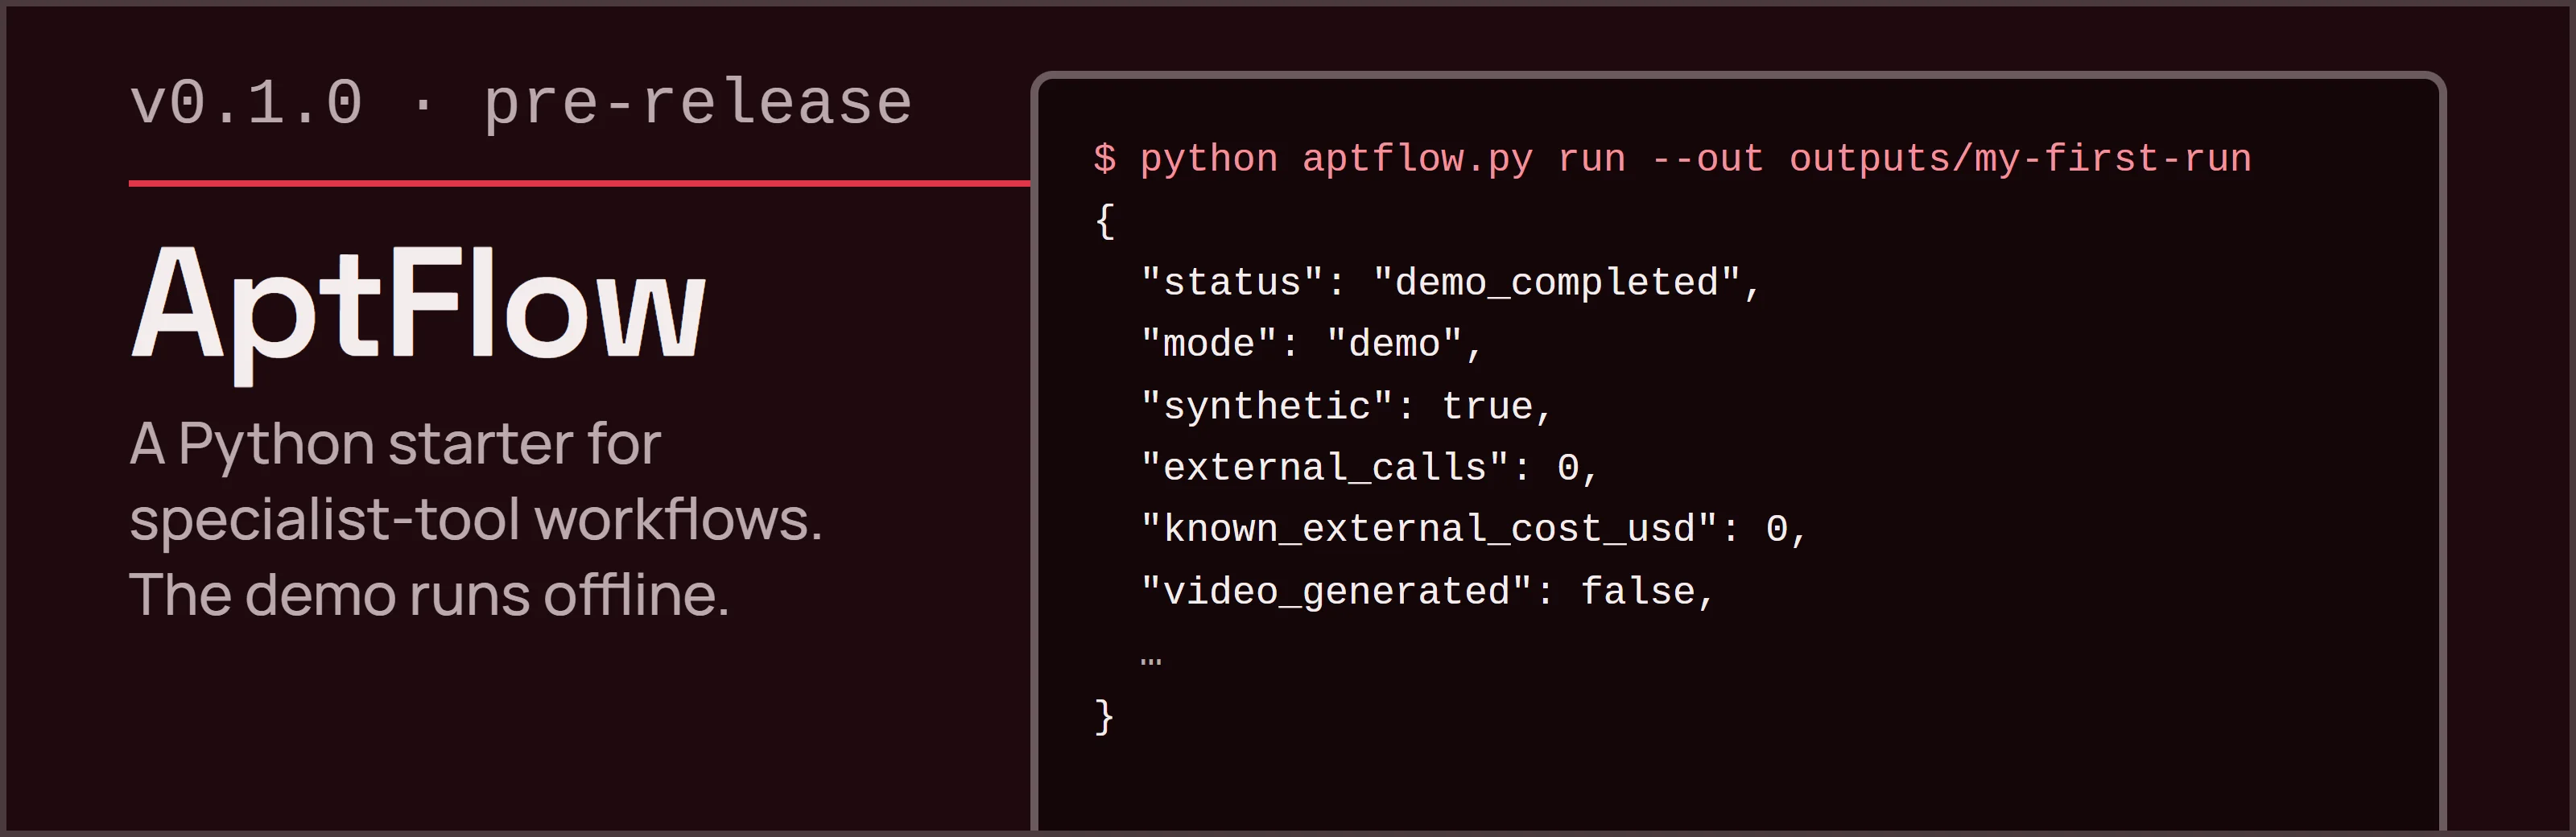 v0.1.0 · pre-release
AptFlow
A Python starter for
specialist-tool workflows.
The demo runs offline.
$ python aptflow.py run --out outputs/my-first-run
{
  "status": "demo_completed",
  "mode": "demo",
  "synthetic": true,
  "external_calls": 0,
  "known_external_cost_usd": 0,
  "video_generated": false,
  …
}